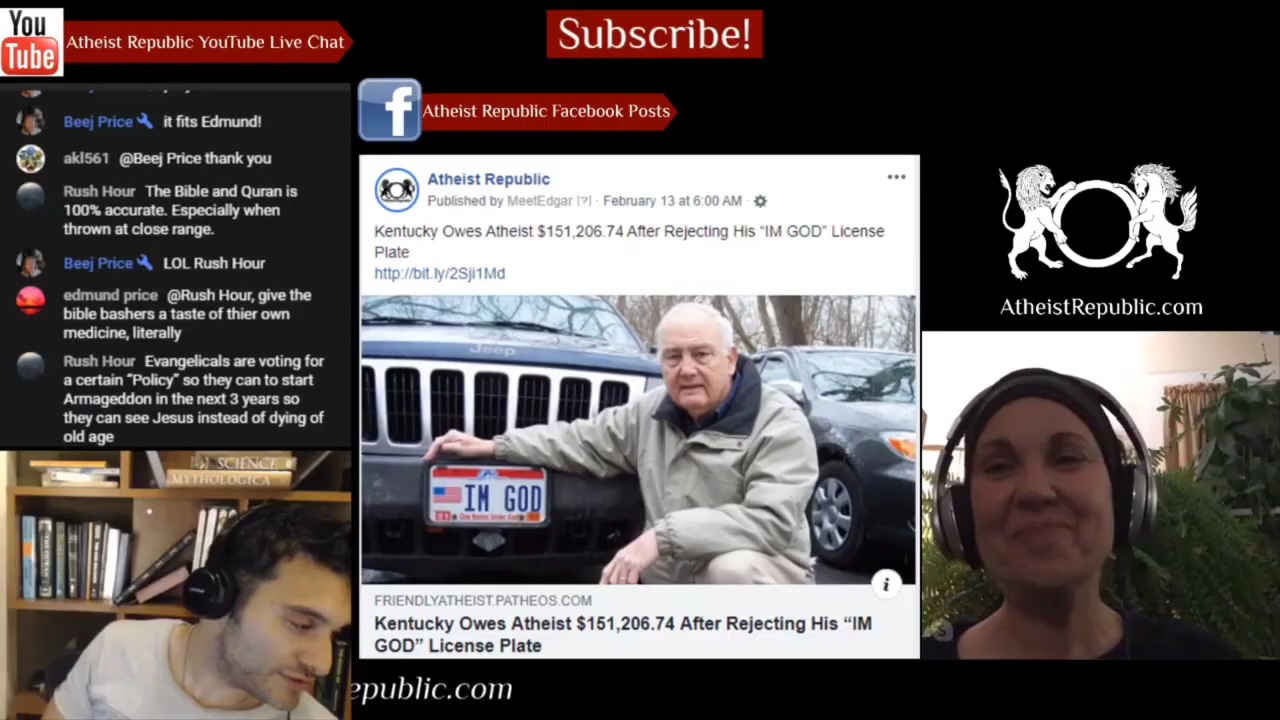 You
Tube
Atheist Republic YouTube Live Chat
Subscribe!
Atheist Republic Facebook Posts
Beej Price it fits Edmund!
akl561 @Beej Price thank you
Rush Hour The Bible and Quran is
100% accurate. Especially when
thrown at close range.
Beej Price LOL Rush Hour
edmund price @Rush Hour, give the
bible bashers a taste of thier own
medicine, literally
Rush Hour Evangelicals are voting for
a certain “Policy” so they can to start
Armageddon in the next 3 years so
they can see Jesus instead of dying of
old age
Atheist Republic
Published by MeetEdgar [?] · February 13 at 6:00 AM ·
Kentucky Owes Atheist $151,206.74 After Rejecting His “IM GOD” License
Plate
http://bit.ly/2Sji1Md
Jeep
IM GOD
FRIENDLYATHEIST.PATHEOS.COM
Kentucky Owes Atheist $151,206.74 After Rejecting His “IM
GOD” License Plate
AtheistRepublic.com
SCIENCE
MYTHOLOGICA
epublic.com